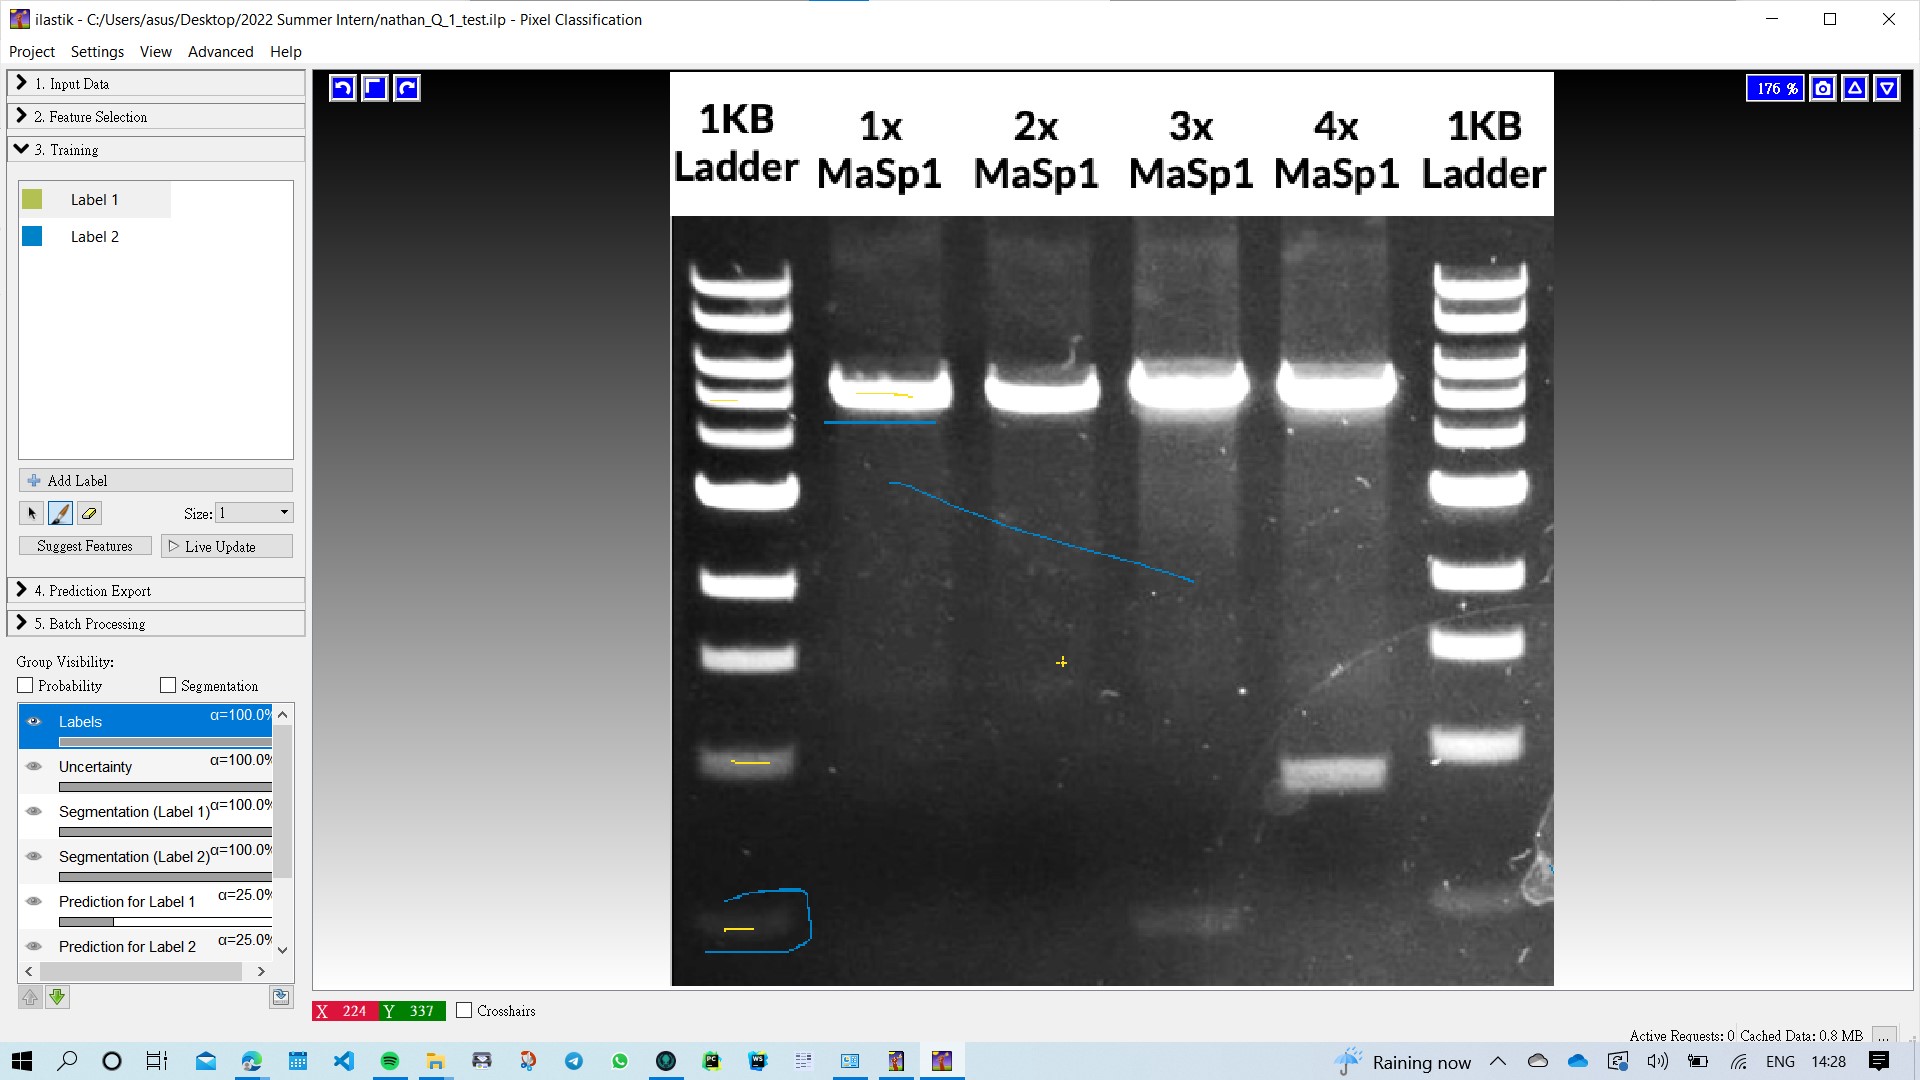 ilastik - C:/Users/asus/Desktop/2022 Summer Intern/nathan_Q_1_test.ilp - Pixel Classification
Project Settings View Advanced Help
1. Input Data
2. Feature Selection
3. Training
Label 1
Label 2
Add Label
Size: 1
Suggest Features
Live Update
4. Prediction Export
5. Batch Processing
Group Visibility:
Probability Segmentation
Labels α=100.0%
Uncertainty α=100.0%
Segmentation (Label 1) α=100.0%
Segmentation (Label 2) α=100.0%
Prediction for Label 1 α=25.0%
Prediction for Label 2 α=25.0%
176 %
1KB Ladder
1x MaSp1
2x MaSp1
3x MaSp1
4x MaSp1
1KB Ladder
X 224 Y 337 Crosshairs
Active Requests: 0 Cached Data: 0.8 MB ...
Raining now ENG 14:28